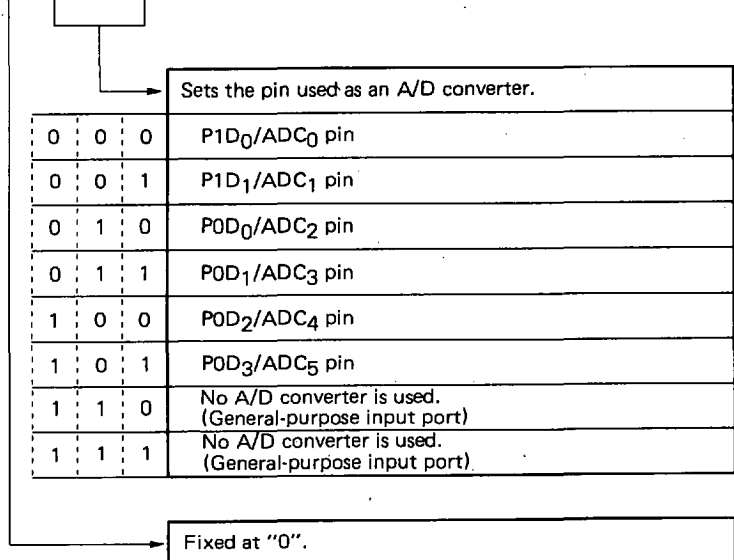 Sets the pin used as an A/D converter.
0 0 0 P1D0/ADC0 pin
0 0 1 P1D1/ADC1 pin
0 1 0 P0D0/ADC2 pin
0 1 1 P0D1/ADC3 pin
1 0 0 P0D2/ADC4 pin
1 0 1 P0D3/ADC5 pin
1 1 0 No A/D converter is used.
(General-purpose input port)
1 1 1 No A/D converter is used.
(General-purpose input port)
Fixed at "0".